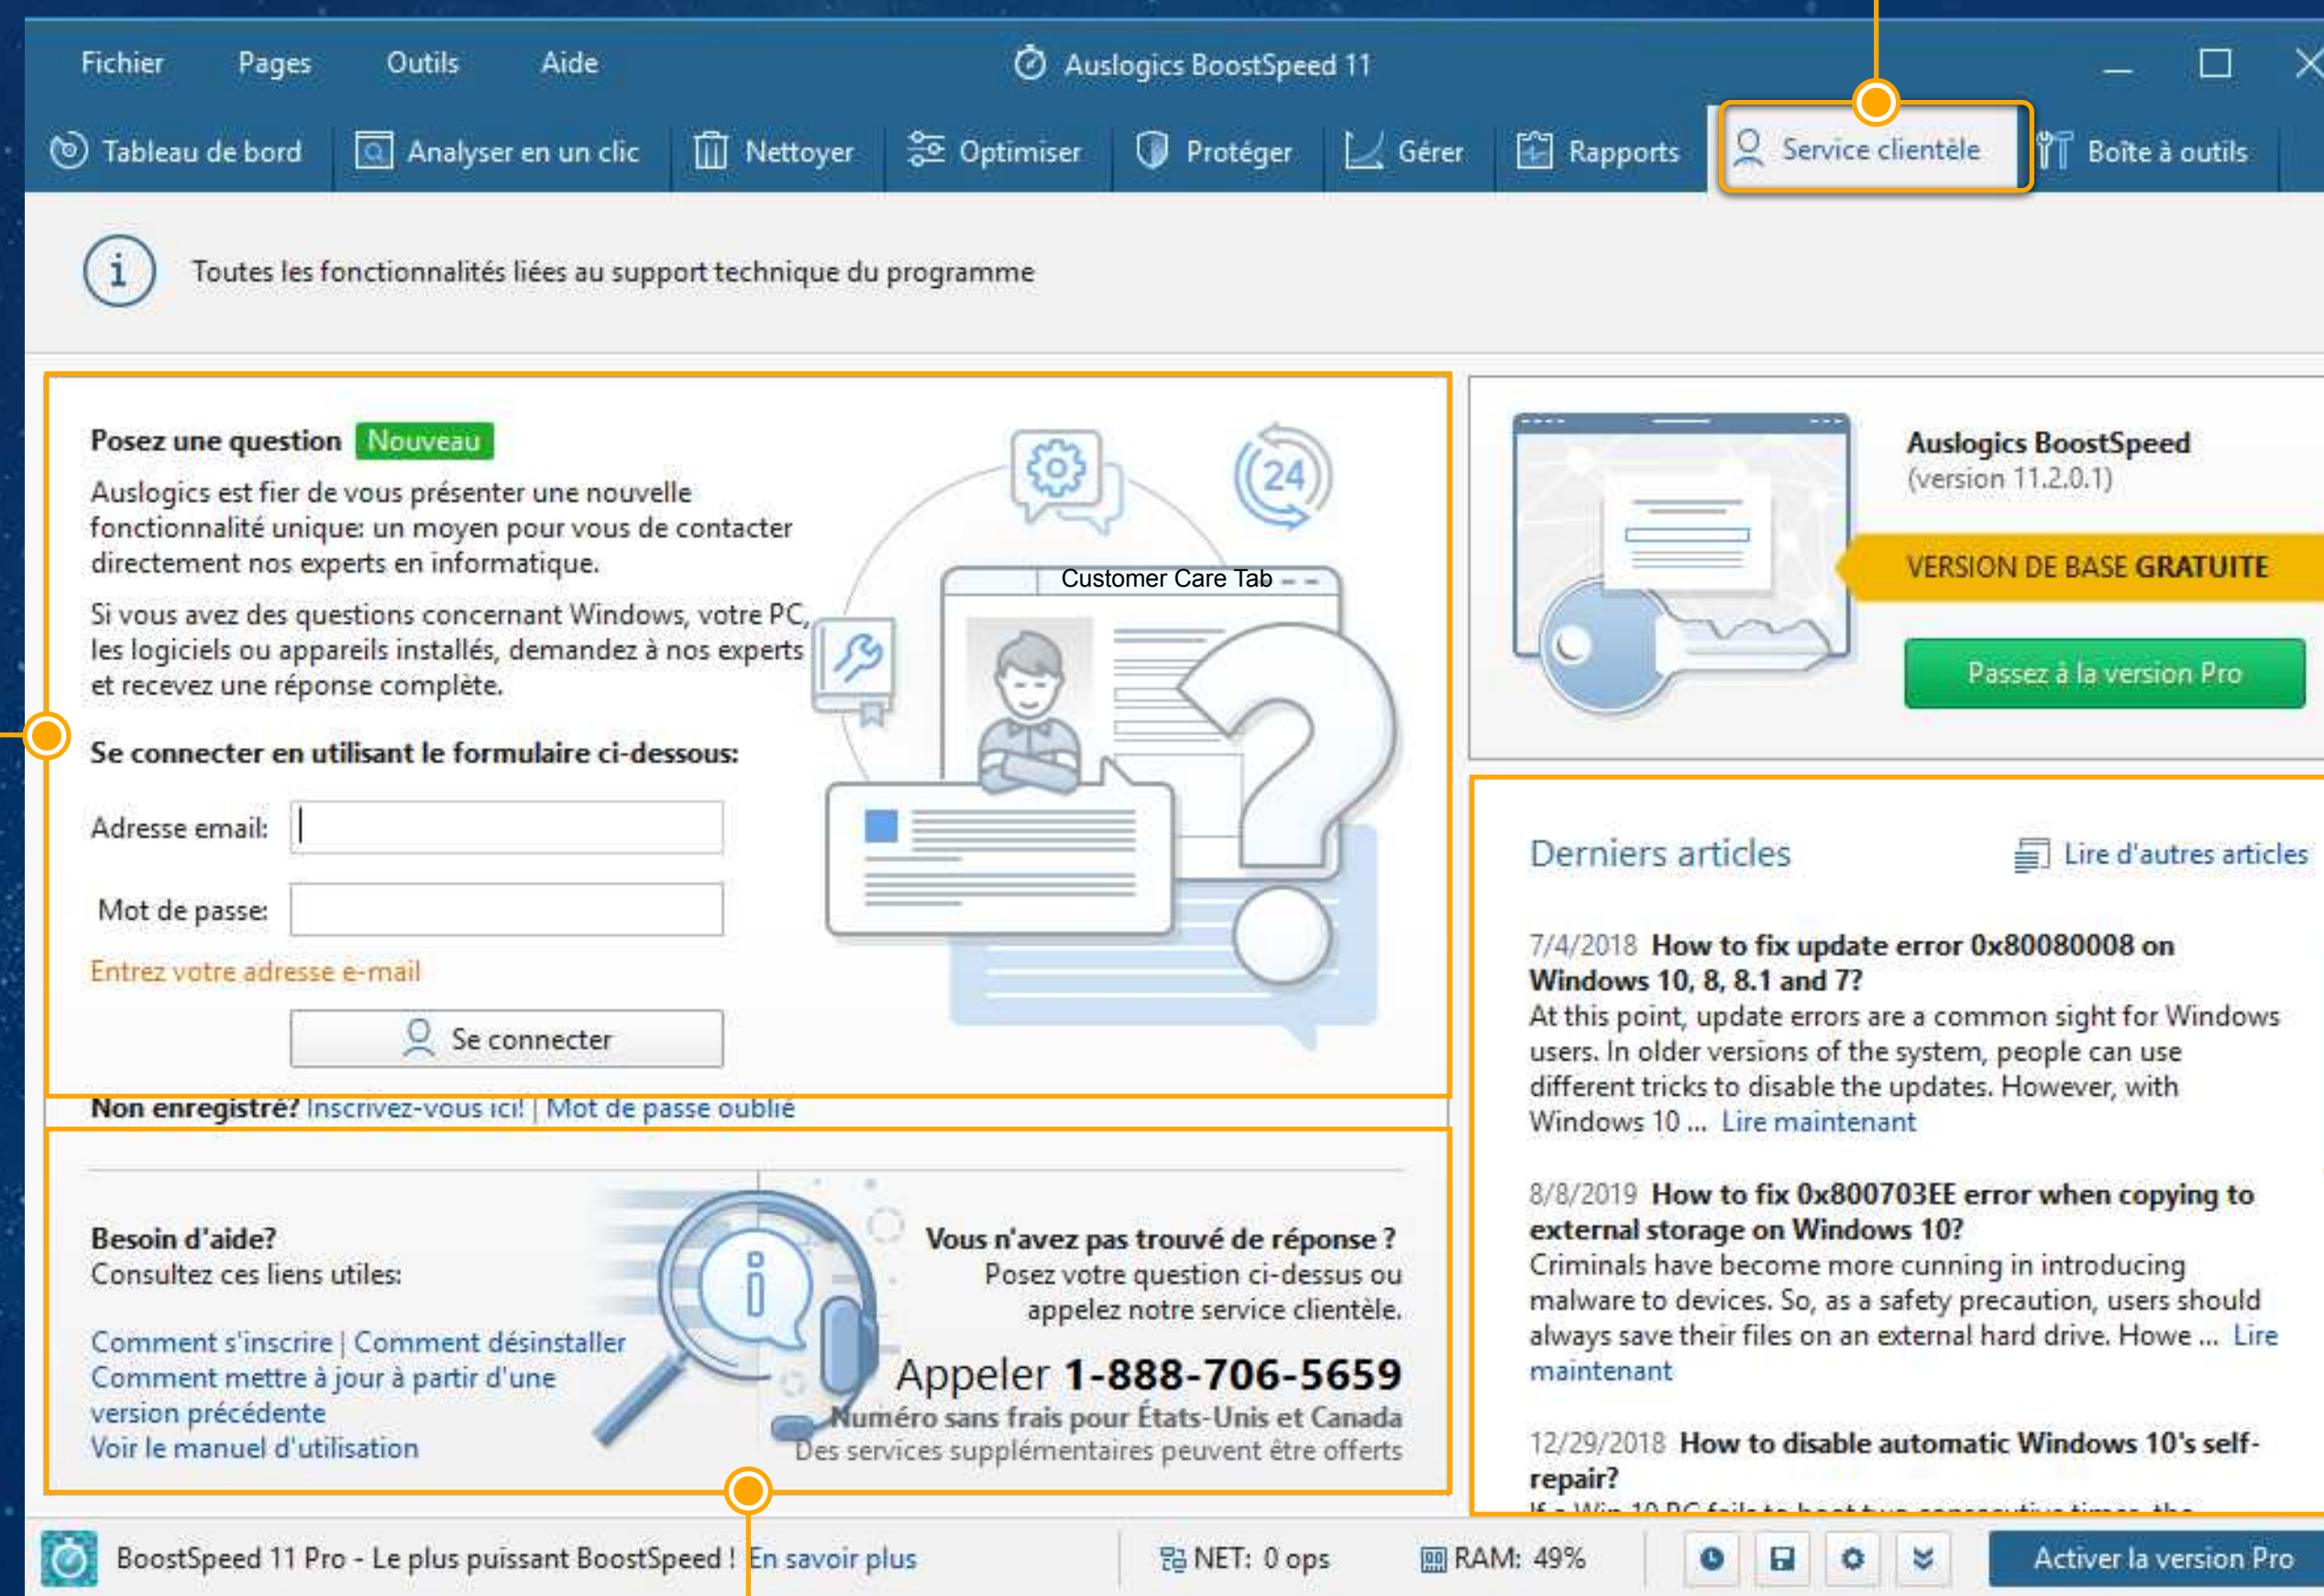 Fichier Pages Outils Aide Auslogics BoostSpeed 11
Tableau de bord Analyser en un clic Nettoyer Optimiser Protéger Gérer Rapports Service clientèle Boîte à outils
Toutes les fonctionnalités liées au support technique du programme
Posez une question Nouveau
Auslogics est fier de vous présenter une nouvelle
fonctionnalité unique: un moyen pour vous de contacter
directement nos experts en informatique.
Si vous avez des questions concernant Windows, votre PC,
les logiciels ou appareils installés, demandez à nos experts
et recevez une réponse complète.
Se connecter en utilisant le formulaire ci-dessous:
Adresse email:
Mot de passe:
Entrez votre adresse e-mail
Se connecter
Non enregistré? Inscrivez-vous ici! | Mot de passe oublié
24
Customer Care Tab
Auslogics BoostSpeed
(version 11.2.0.1)
VERSION DE BASE GRATUITE
Passez à la version Pro
Derniers articles Lire d'autres articles
7/4/2018 How to fix update error 0x80080008 on
Windows 10, 8, 8.1 and 7?
At this point, update errors are a common sight for Windows
users. In older versions of the system, people can use
different tricks to disable the updates. However, with
Windows 10 ... Lire maintenant
8/8/2019 How to fix 0x800703EE error when copying to
external storage on Windows 10?
Criminals have become more cunning in introducing
malware to devices. So, as a safety precaution, users should
always save their files on an external hard drive. Howe ... Lire
maintenant
12/29/2018 How to disable automatic Windows 10's self-
repair?
Besoin d'aide?
Consultez ces liens utiles:
Comment s'inscrire | Comment désinstaller
Comment mettre à jour à partir d'une
version précédente
Voir le manuel d'utilisation
Vous n'avez pas trouvé de réponse ?
Posez votre question ci-dessus ou
appelez notre service clientèle.
Appeler 1-888-706-5659
Numéro sans frais pour États-Unis et Canada
Des services supplémentaires peuvent être offerts
BoostSpeed 11 Pro - Le plus puissant BoostSpeed ! En savoir plus NET: 0 ops RAM: 49% Activer la version Pro